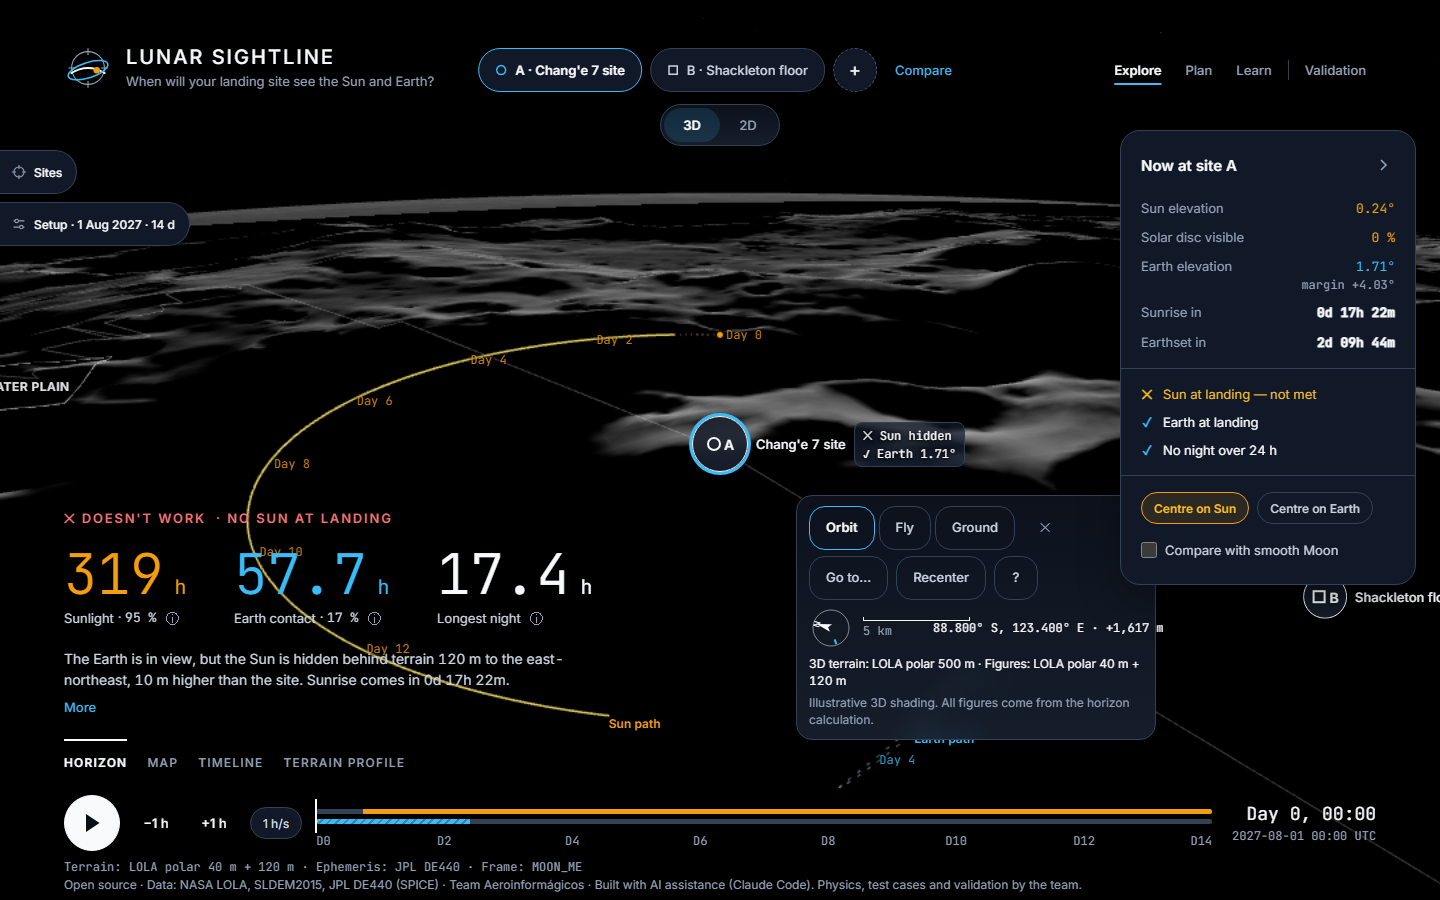 LUNAR SIGHTLINE
When will your landing site see the Sun and Earth?
A · Chang'e 7 site
B · Shackleton floor
+
Compare
Explore
Plan
Learn
Validation
3D
2D
Sites
Setup · 1 Aug 2027 · 14 d
Now at site A
Sun elevation 0.24°
Solar disc visible 0 %
Earth elevation 1.71°
margin +4.03°
Sunrise in 0d 17h 22m
Earthset in 2d 09h 44m
Sun at landing — not met
Earth at landing
No night over 24 h
Centre on Sun
Centre on Earth
Compare with smooth Moon
Day 0
Day 2
Day 4
Day 6
Day 8
Day 10
Day 12
Sun path
ATER PLAIN
A
Chang'e 7 site
Sun hidden
Earth 1.71°
B
Shackleton flo
DOESN'T WORK · NO SUN AT LANDING
319 h
57.7 h
17.4 h
Sunlight · 95 %
Earth contact · 17 %
Longest night
The Earth is in view, but the Sun is hidden behind terrain 120 m to the east-
northeast, 10 m higher than the site. Sunrise comes in 0d 17h 22m.
More
Orbit
Fly
Ground
Go to...
Recenter
?
5 km
88.800° S, 123.400° E · +1,617 m
3D terrain: LOLA polar 500 m · Figures: LOLA polar 40 m +
120 m
Illustrative 3D shading. All figures come from the horizon
calculation.
Earth path
Day 4
HORIZON
MAP
TIMELINE
TERRAIN PROFILE
−1 h
+1 h
1 h/s
D0
D2
D4
D6
D8
D10
D12
D14
Day 0, 00:00
2027-08-01 00:00 UTC
Terrain: LOLA polar 40 m + 120 m · Ephemeris: JPL DE440 · Frame: MOON_ME
Open source · Data: NASA LOLA, SLDEM2015, JPL DE440 (SPICE) · Team Aeroinformágicos · Built with AI assistance (Claude Code). Physics, test cases and validation by the team.